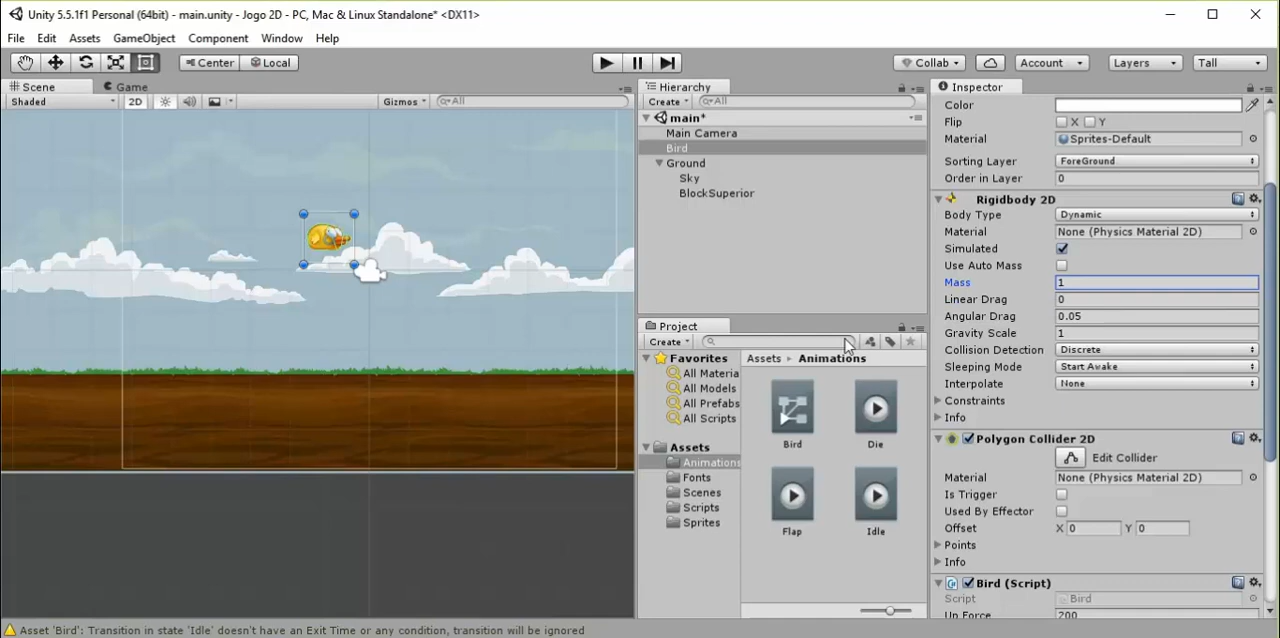 Unity 5.5.1f1 Personal (64bit) - main.unity - Jogo 2D - PC, Mac & Linux Standalone* <DX11>
File Edit Assets GameObject Component Window Help
Center Local Collab Account Layers Tall
Scene Game
Shaded 2D Gizmos All
Hierarchy
Create All
main*
Main Camera
Bird
Ground
Sky
BlockSuperior
Project
Create
Favorites
All Materia
All Models
All Prefabs
All Scripts
Assets
Animations
Fonts
Scenes
Scripts
Sprites
Assets Animations
Bird Die
Flap Idle
Inspector
Color
Flip X Y
Material Sprites-Default
Sorting Layer ForeGround
Order in Layer 0
Rigidbody 2D
Body Type Dynamic
Material None (Physics Material 2D)
Simulated
Use Auto Mass
Mass 1
Linear Drag 0
Angular Drag 0.05
Gravity Scale 1
Collision Detection Discrete
Sleeping Mode Start Awake
Interpolate None
Constraints
Info
Polygon Collider 2D
Edit Collider
Material None (Physics Material 2D)
Is Trigger
Used By Effector
Offset X 0 Y 0
Points
Info
Bird (Script)
Script Bird
Up Force 200
Asset 'Bird': Transition in state 'Idle' doesn't have an Exit Time or any condition, transition will be ignored